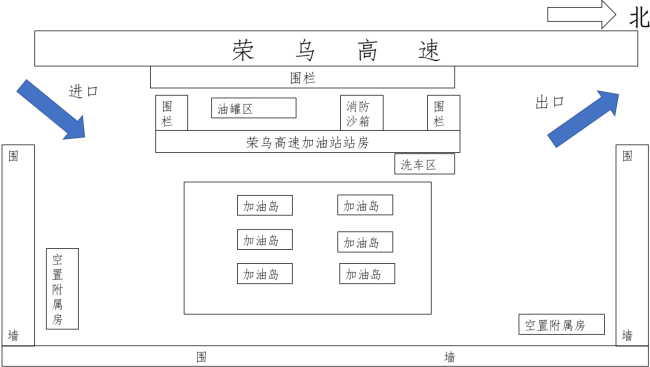 北
荣乌高速
围栏
进口
出口
围栏
油罐区
消防沙箱
围栏
荣乌高速加油站站房
洗车区
围
围
加油岛
加油岛
加油岛
加油岛
加油岛
加油岛
空置附属房
空置附属房
墙
墙
围
墙